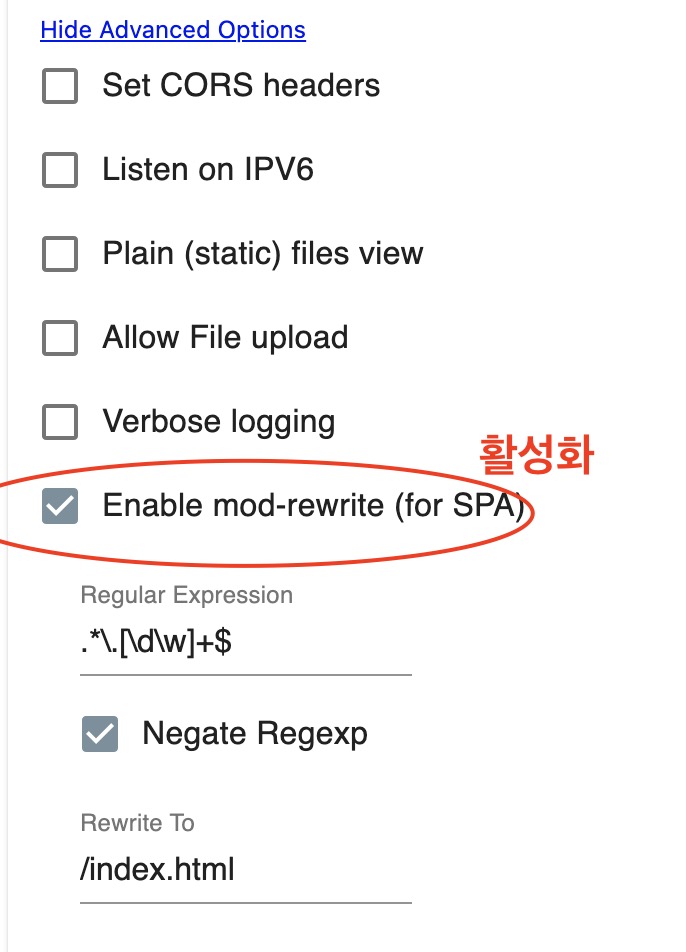 Hide Advanced Options
Set CORS headers
Listen on IPV6
Plain (static) files view
Allow File upload
Verbose logging
활성화
Enable mod-rewrite (for SPA)
Regular Expression
.*\.[\d\w]+$
Negate Regexp
Rewrite To
/index.html